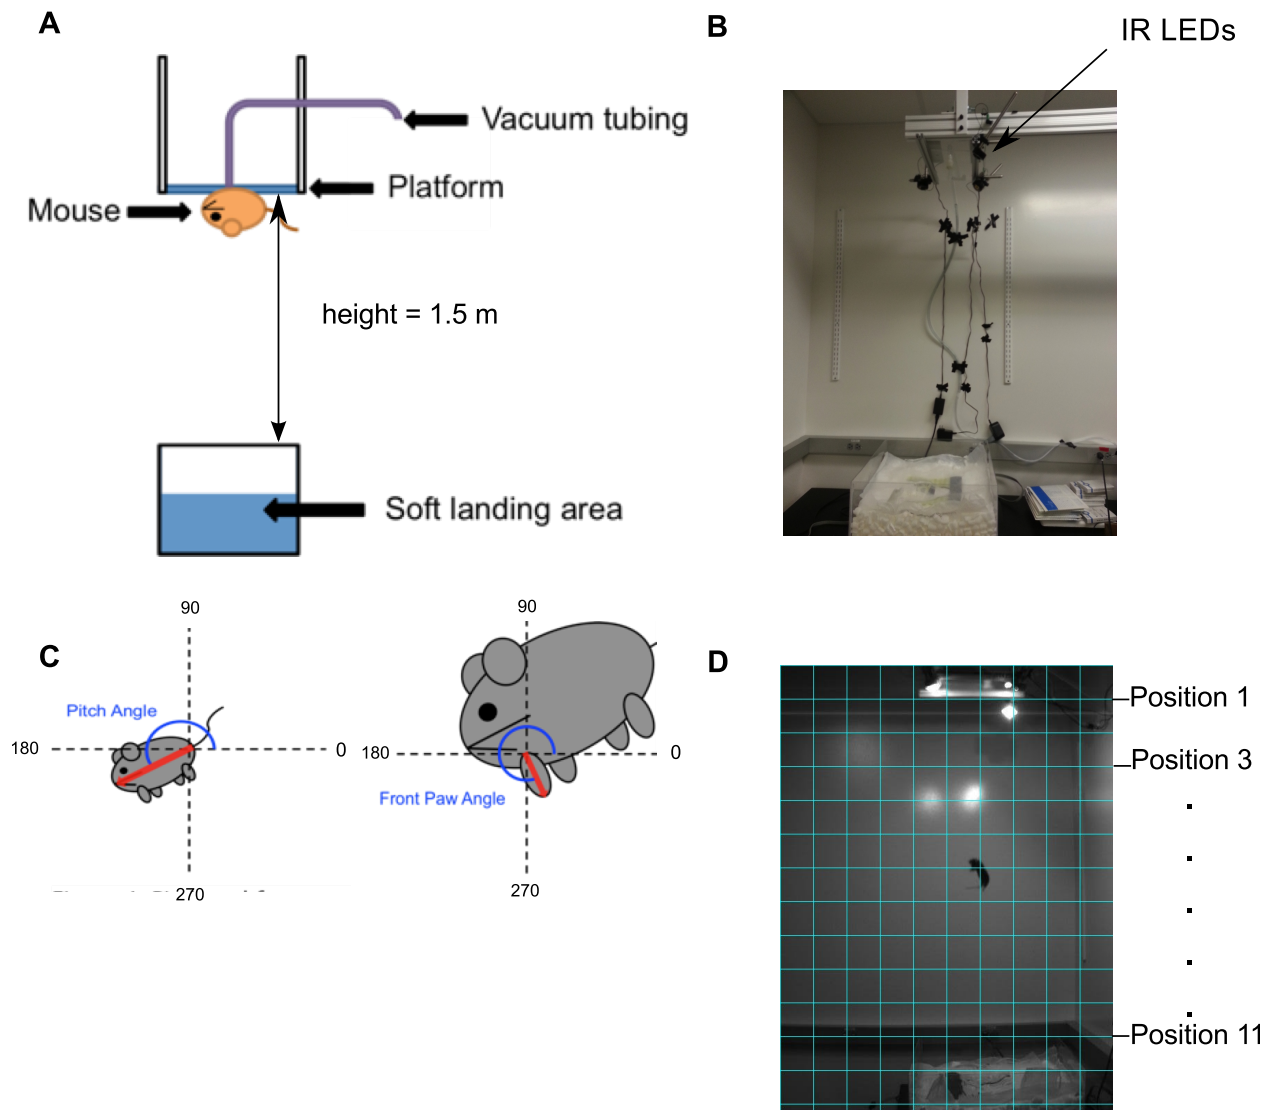 A
Vacuum tubing
Platform
Mouse
height = 1.5 m
Soft landing area
B
IR LEDs
C
90
Pitch Angle
180
0
270
90
180
0
Front Paw Angle
270
D
Position 1
Position 3
Position 11